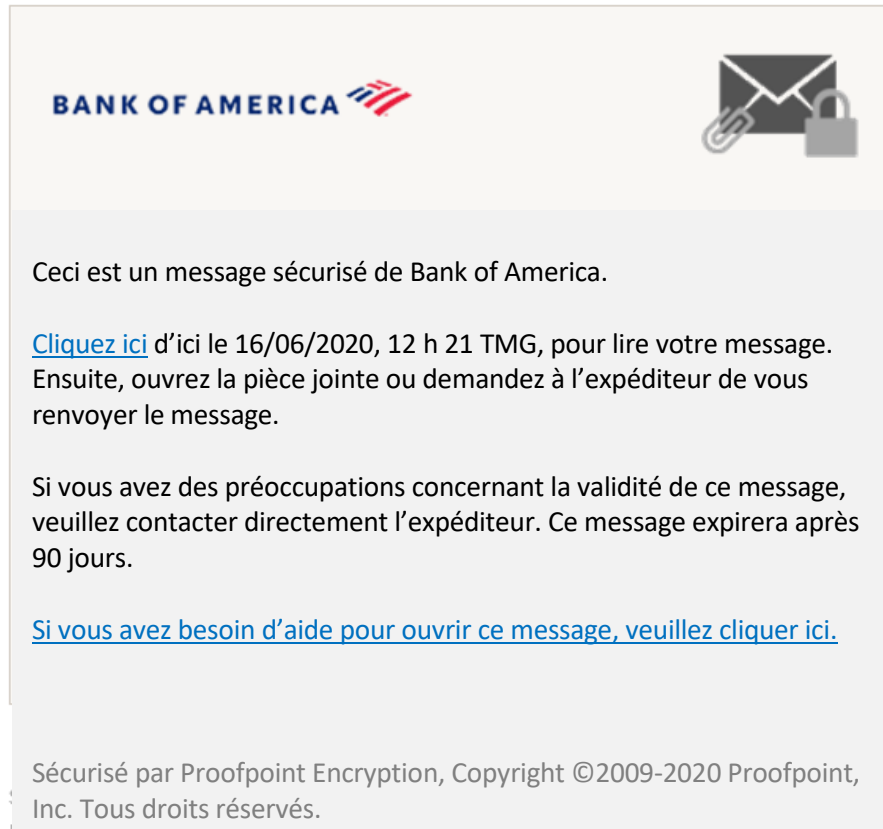 BANK OF AMERICA
Ceci est un message sécurisé de Bank of America.
Cliquez ici d’ici le 16/06/2020, 12 h 21 TMG, pour lire votre message.
Ensuite, ouvrez la pièce jointe ou demandez à l’expéditeur de vous
renvoyer le message.
Si vous avez des préoccupations concernant la validité de ce message,
veuillez contacter directement l’expéditeur. Ce message expirera après
90 jours.
Si vous avez besoin d’aide pour ouvrir ce message, veuillez cliquer ici.
Sécurisé par Proofpoint Encryption, Copyright ©2009-2020 Proofpoint,
Inc. Tous droits réservés.